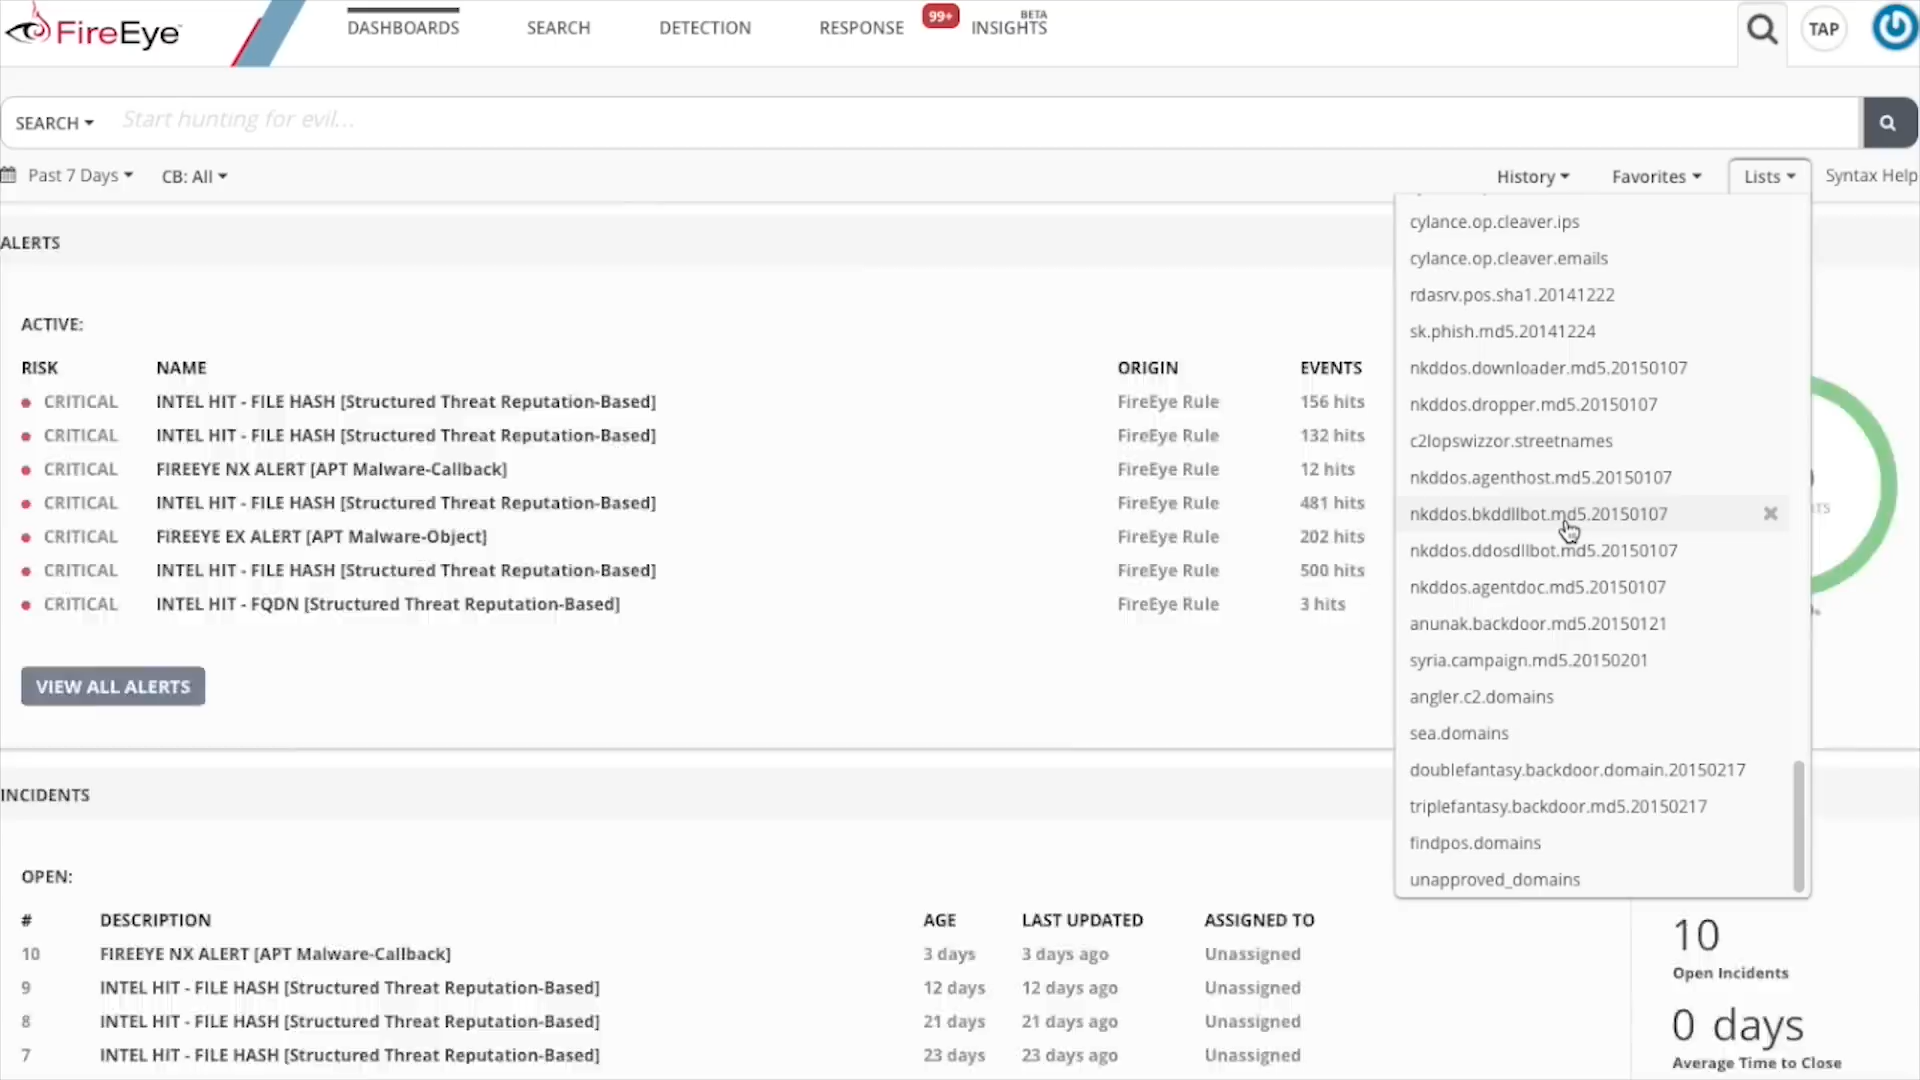 FireEye
DASHBOARDS
SEARCH
DETECTION
RESPONSE
99+
INSIGHTS
BETA
TAP
SEARCH
Start hunting for evil...
Past 7 Days
CB: All
History
Favorites
Lists
Syntax Help
cylance.op.cleaver.ips
cylance.op.cleaver.emails
rdasrv.pos.sha1.20141222
sk.phish.md5.20141224
nkddos.downloader.md5.20150107
nkddos.dropper.md5.20150107
c2lopswizzor.streetnames
nkddos.agenthost.md5.20150107
nkddos.bkddllbot.md5.20150107
nkddos.ddosdllbot.md5.20150107
nkddos.agentdoc.md5.20150107
anunak.backdoor.md5.20150121
syria.campaign.md5.20150201
angler.c2.domains
sea.domains
doublefantasy.backdoor.domain.20150217
triplefantasy.backdoor.md5.20150217
findpos.domains
unapproved_domains
ALERTS
ACTIVE:
RISK NAME ORIGIN EVENTS
CRITICAL INTEL HIT - FILE HASH [Structured Threat Reputation-Based] FireEye Rule 156 hits
CRITICAL INTEL HIT - FILE HASH [Structured Threat Reputation-Based] FireEye Rule 132 hits
CRITICAL FIREEYE NX ALERT [APT Malware-Callback] FireEye Rule 12 hits
CRITICAL INTEL HIT - FILE HASH [Structured Threat Reputation-Based] FireEye Rule 481 hits
CRITICAL FIREEYE EX ALERT [APT Malware-Object] FireEye Rule 202 hits
CRITICAL INTEL HIT - FILE HASH [Structured Threat Reputation-Based] FireEye Rule 500 hits
CRITICAL INTEL HIT - FQDN [Structured Threat Reputation-Based] FireEye Rule 3 hits
VIEW ALL ALERTS
INCIDENTS
OPEN:
# DESCRIPTION AGE LAST UPDATED ASSIGNED TO
10 FIREEYE NX ALERT [APT Malware-Callback] 3 days 3 days ago Unassigned
9 INTEL HIT - FILE HASH [Structured Threat Reputation-Based] 12 days 12 days ago Unassigned
8 INTEL HIT - FILE HASH [Structured Threat Reputation-Based] 21 days 21 days ago Unassigned
7 INTEL HIT - FILE HASH [Structured Threat Reputation-Based] 23 days 23 days ago Unassigned
10
Open Incidents
0 days
Average Time to Close